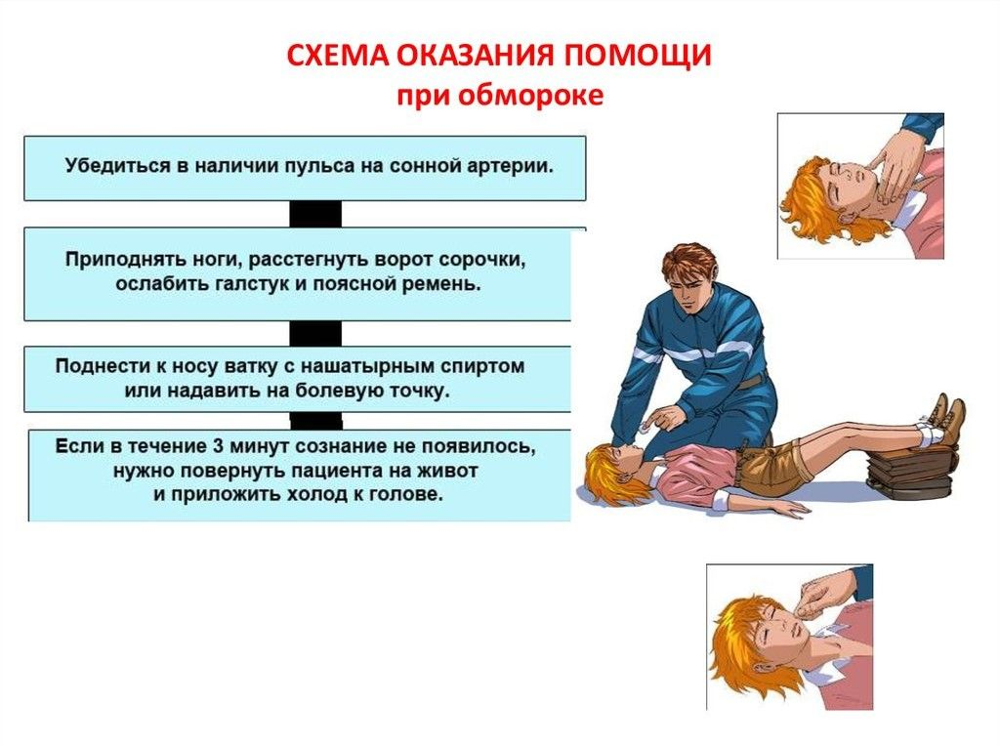 СХЕМА ОКАЗАНИЯ ПОМОЩИ
при обмороке
Убедиться в наличии пульса на сонной артерии.
Приподнять ноги, расстегнуть ворот сорочки,
ослабить галстук и поясной ремень.
Поднести к носу ватку с нашатырным спиртом
или надавить на болевую точку.
Если в течение 3 минут сознание не появилось,
нужно повернуть пациента на живот
и приложить холод к голове.